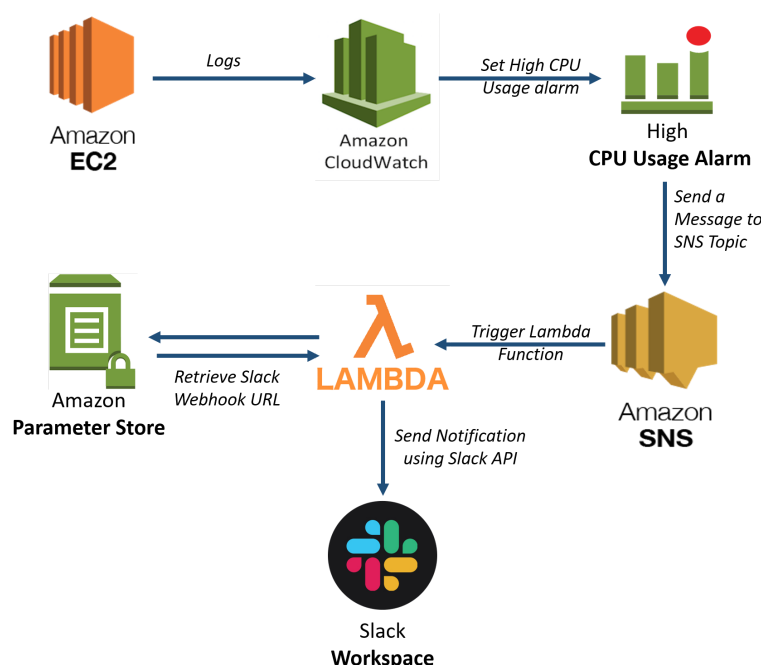 Logs
Set High CPU
Usage alarm
Amazon
EC2
Amazon
CloudWatch
High
CPU Usage Alarm
Send a
Message to
SNS Topic
Trigger Lambda
Function
LAMBDA
Retrieve Slack
Webhook URL
Amazon
Parameter Store
Amazon
SNS
Send Notification
using Slack API
Slack
Workspace